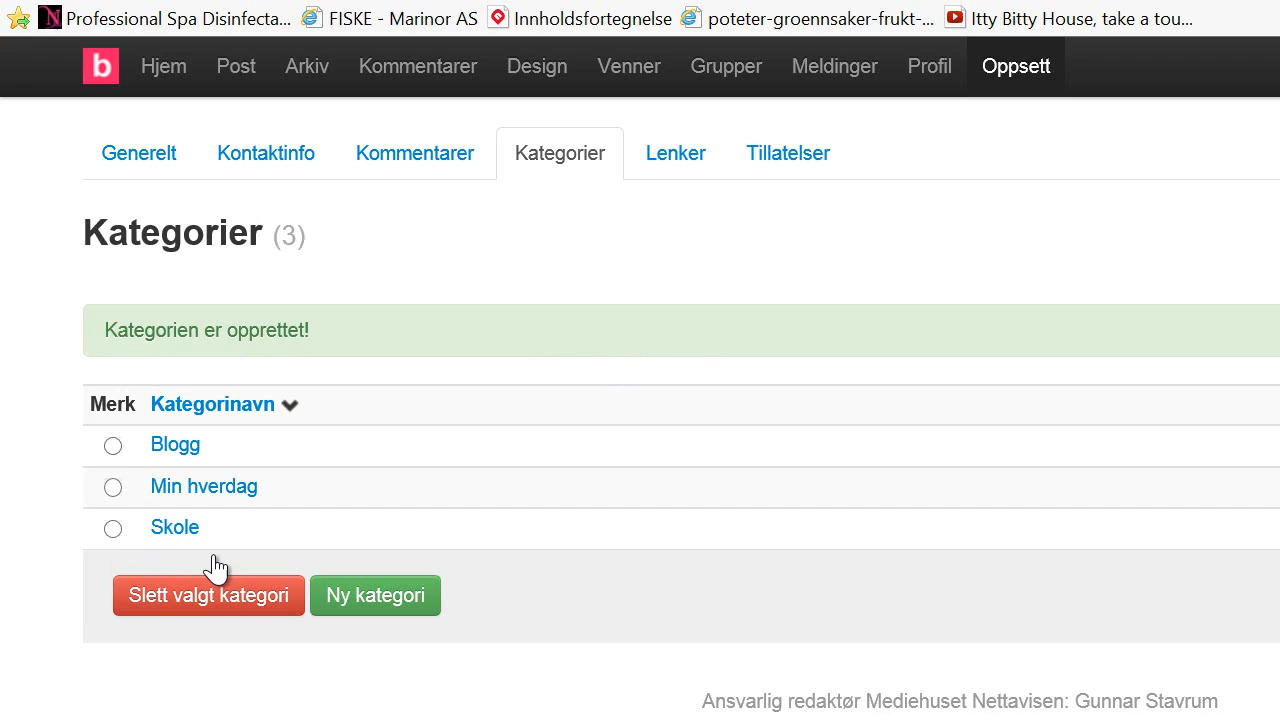 Professional Spa Disinfecta... FISKE - Marinor AS Innholdsfortegnelse poteter-groennsaker-frukt-... Itty Bitty House, take a tou...
b Hjem Post Arkiv Kommentarer Design Venner Grupper Meldinger Profil Oppsett
Generelt Kontaktinfo Kommentarer Kategorier Lenker Tillatelser
Kategorier (3)
Kategorien er opprettet!
Merk Kategorinavn
Blogg
Min hverdag
Skole
Slett valgt kategori Ny kategori
Ansvarlig redaktør Mediehuset Nettavisen: Gunnar Stavrum